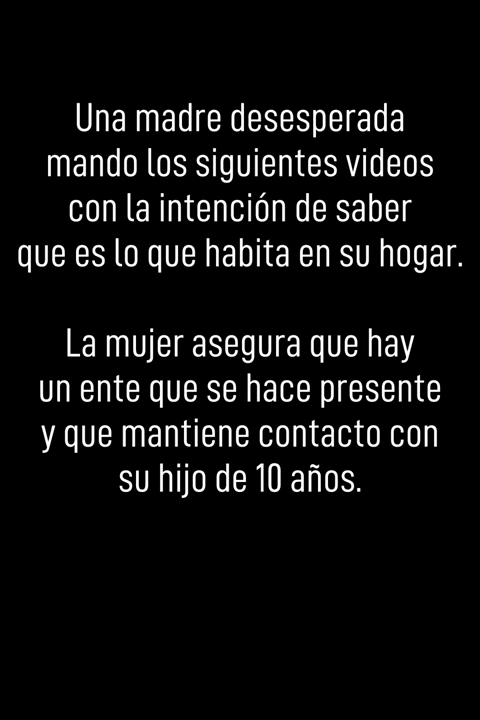 Una madre desesperada
mando los siguientes videos
con la intención de saber
que es lo que habita en su hogar.
La mujer asegura que hay
un ente que se hace presente
y que mantiene contacto con
su hijo de 10 años.